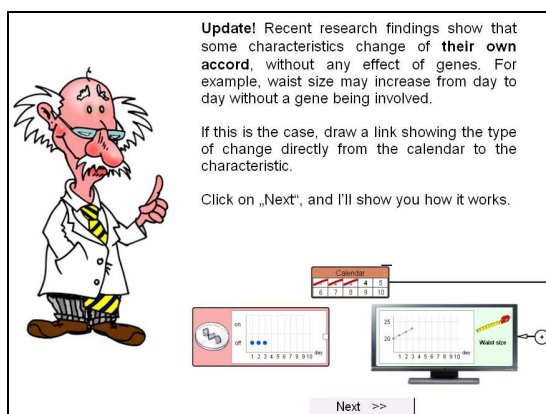 Update! Recent research findings show that
some characteristics change of their own
accord, without any effect of genes. For
example, waist size may increase from day to
day without a gene being involved.
If this is the case, draw a link showing the type
of change directly from the calendar to the
characteristic.
Click on „Next“, and I'll show you how it works.
Calendar
4 5
6 7 8 9 10
on
off
1 2 3 4 5 6 7 8 9 10 day
25
20
1 2 3 4 5 6 7 8 9 10 day
Waist size
+
Next >>